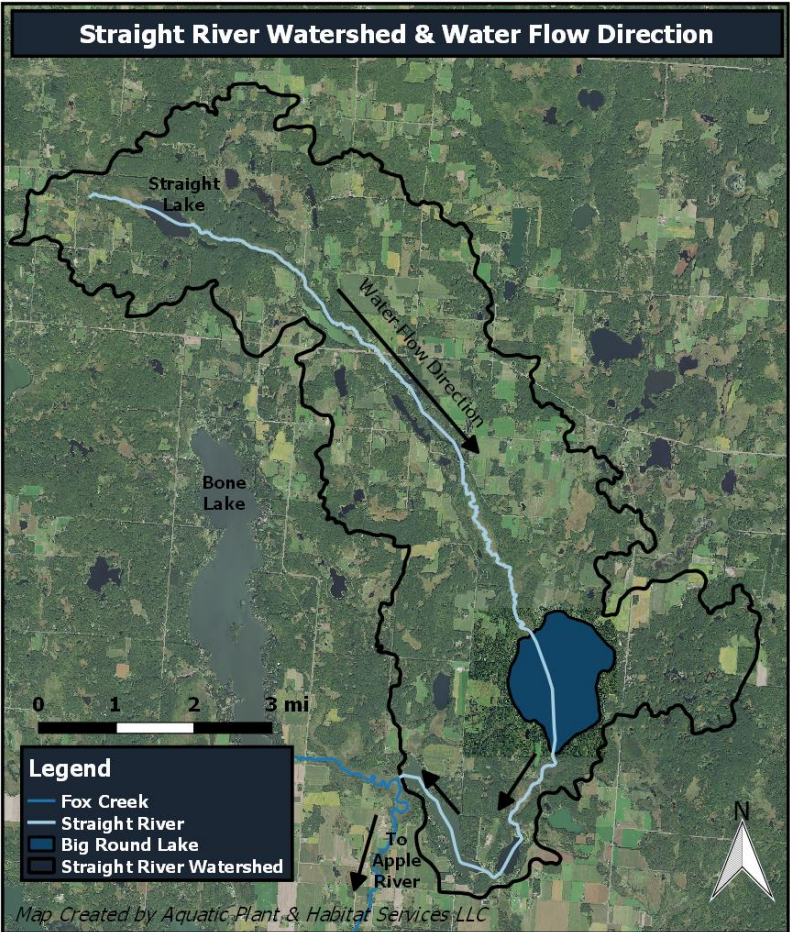 Straight River Watershed & Water Flow Direction
Straight
Lake
Water Flow Direction
Bone
Lake
0 1 2 3 mi
Legend
Fox Creek
Straight River
Big Round Lake
Straight River Watershed
To
Apple
River
N
Map Created by Aquatic Plant & Habitat Services LLC